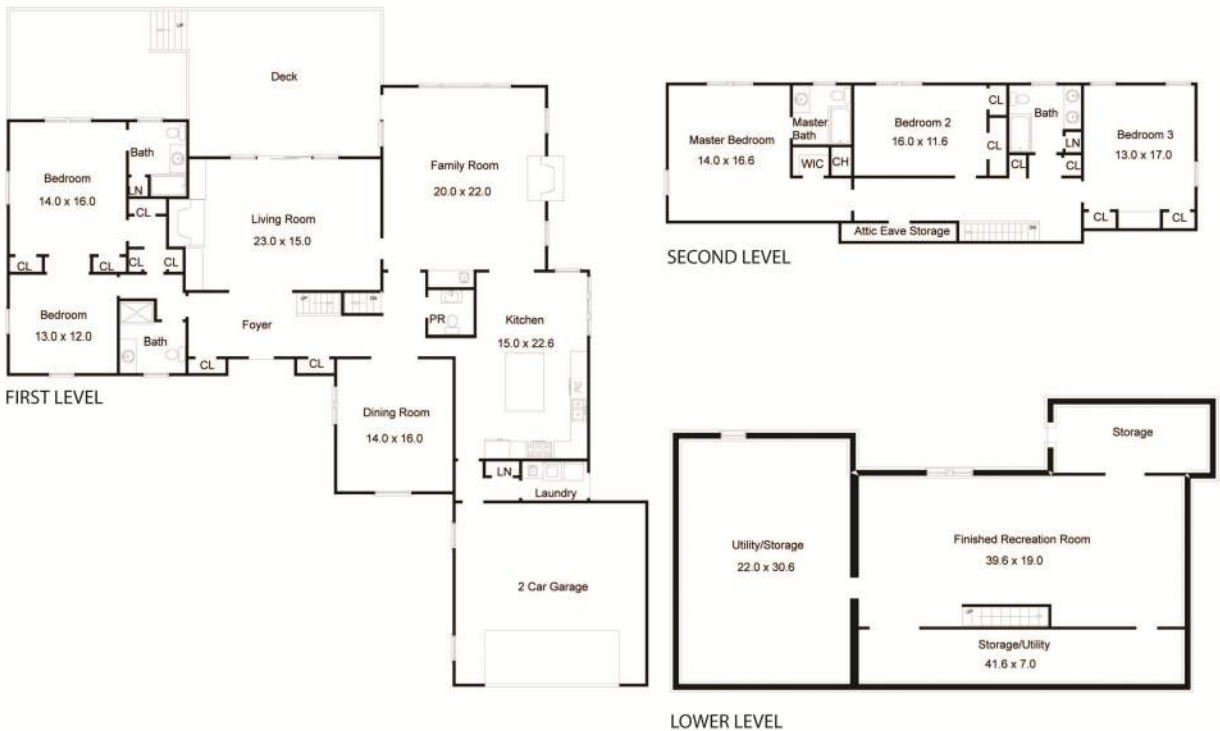 UP
Deck
Bath
Bedroom
14.0 x 16.0
LN
CL
CL
CL
CL
CL
Family Room
20.0 x 22.0
Living Room
23.0 x 15.0
Bedroom
13.0 x 12.0
Bath
Foyer
UP
DN
PR
Kitchen
15.0 x 22.6
CL
CL
FIRST LEVEL
Dining Room
14.0 x 16.0
LN
Laundry
2 Car Garage
Master Bedroom
14.0 x 16.6
Master
Bath
WIC
CH
Bedroom 2
16.0 x 11.6
CL
CL
Bath
LN
CL
CL
Bedroom 3
13.0 x 17.0
CL
CL
Attic Eave Storage
DN
SECOND LEVEL
Storage
Utility/Storage
22.0 x 30.6
Finished Recreation Room
39.6 x 19.0
UP
Storage/Utility
41.6 x 7.0
LOWER LEVEL